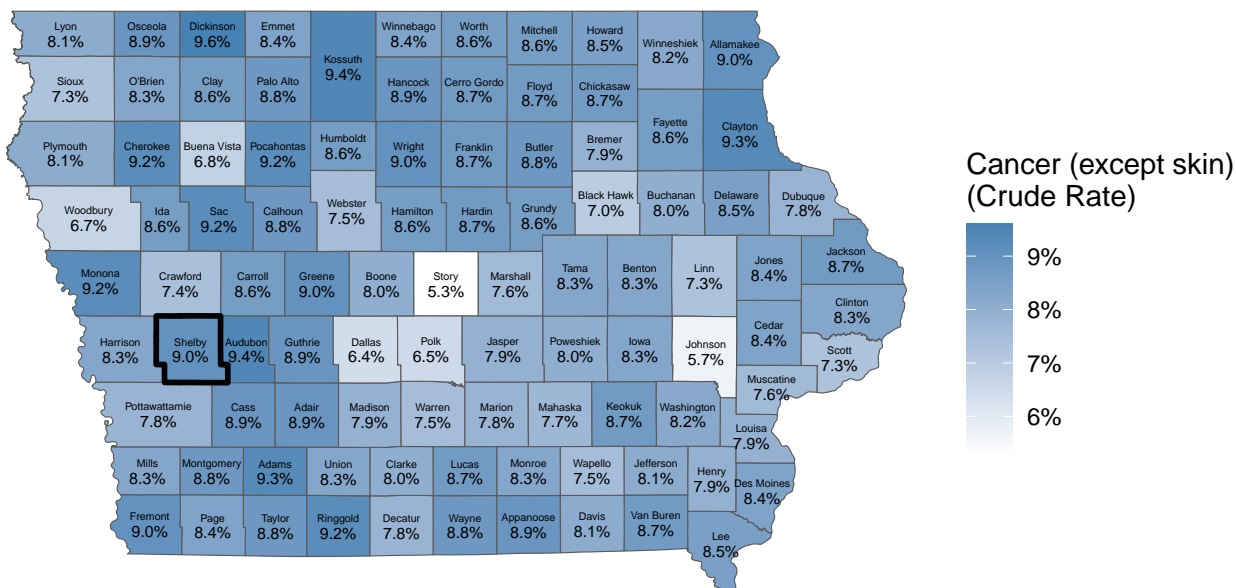 Lyon
8.1%
Osceola
8.9%
Dickinson
9.6%
Emmet
8.4%
Kossuth
9.4%
Winnebago
8.4%
Worth
8.6%
Mitchell
8.6%
Howard
8.5%
Winneshiek
8.2%
Allamakee
9.0%
Sioux
7.3%
O'Brien
8.3%
Clay
8.6%
Palo Alto
8.8%
Hancock
8.9%
Cerro Gordo
8.7%
Floyd
8.7%
Chickasaw
8.7%
Fayette
8.6%
Clayton
9.3%
Plymouth
8.1%
Cherokee
9.2%
Buena Vista
6.8%
Pocahontas
9.2%
Humboldt
8.6%
Wright
9.0%
Franklin
8.7%
Butler
8.8%
Bremer
7.9%
Woodbury
6.7%
Ida
8.6%
Sac
9.2%
Calhoun
8.8%
Webster
7.5%
Hamilton
8.6%
Hardin
8.7%
Grundy
8.6%
Black Hawk
7.0%
Buchanan
8.0%
Delaware
8.5%
Dubuque
7.8%
Monona
9.2%
Crawford
7.4%
Carroll
8.6%
Greene
9.0%
Boone
8.0%
Story
5.3%
Marshall
7.6%
Tama
8.3%
Benton
8.3%
Linn
7.3%
Jones
8.4%
Jackson
8.7%
Clinton
8.3%
Harrison
8.3%
Shelby
9.0%
Audubon
9.4%
Guthrie
8.9%
Dallas
6.4%
Polk
6.5%
Jasper
7.9%
Poweshiek
8.0%
Iowa
8.3%
Johnson
5.7%
Cedar
8.4%
Scott
7.3%
Muscatine
7.6%
Pottawattamie
7.8%
Cass
8.9%
Adair
8.9%
Madison
7.9%
Warren
7.5%
Marion
7.8%
Mahaska
7.7%
Keokuk
8.7%
Washington
8.2%
Louisa
7.9%
Mills
8.3%
Montgomery
8.8%
Adams
9.3%
Union
8.3%
Clarke
8.0%
Lucas
8.7%
Monroe
8.3%
Wapello
7.5%
Jefferson
8.1%
Henry
7.9%
Des Moines
8.4%
Fremont
9.0%
Page
8.4%
Taylor
8.8%
Ringgold
9.2%
Decatur
7.8%
Wayne
8.8%
Appanoose
8.9%
Davis
8.1%
Van Buren
8.7%
Lee
8.5%
Cancer (except skin)
(Crude Rate)
9%
8%
7%
6%